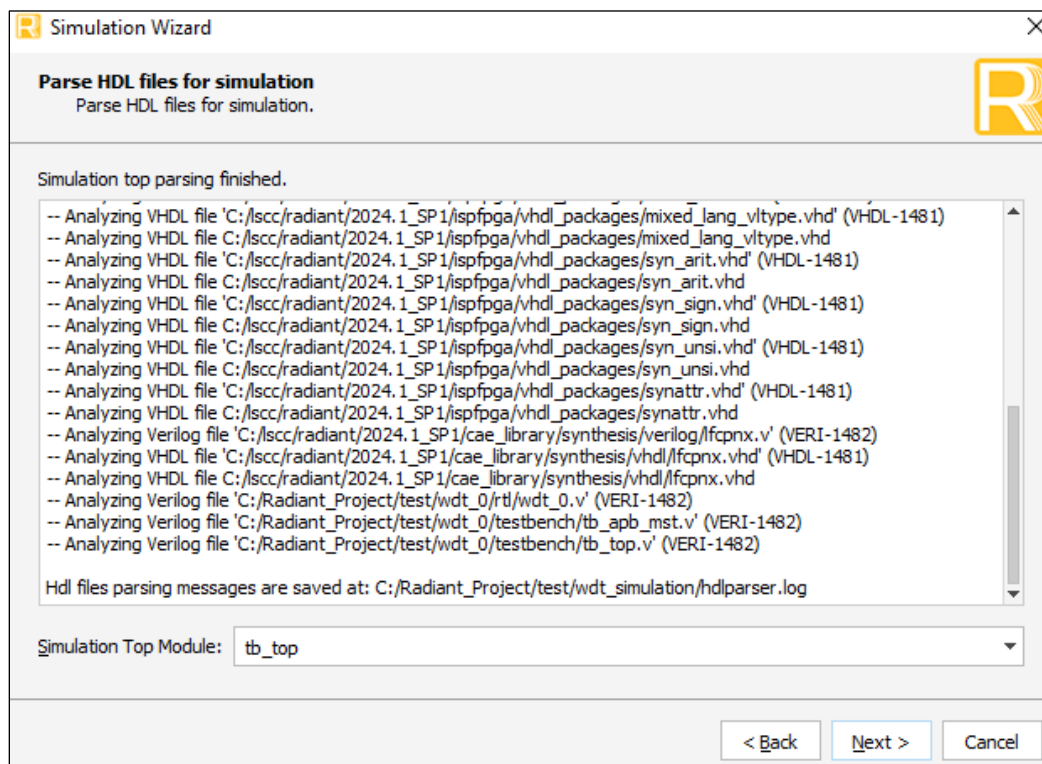 Simulation Wizard
Parse HDL files for simulation
Parse HDL files for simulation.
Simulation top parsing finished.
-- Analyzing VHDL file 'C:/lscc/radiant/2024.1_SP1/ispfpga/vhdl_packages/mixed_lang_vltype.vhd' (VHDL-1481)
-- Analyzing VHDL file C:/lscc/radiant/2024.1_SP1/ispfpga/vhdl_packages/mixed_lang_vltype.vhd
-- Analyzing VHDL file 'C:/lscc/radiant/2024.1_SP1/ispfpga/vhdl_packages/syn_arit.vhd' (VHDL-1481)
-- Analyzing VHDL file C:/lscc/radiant/2024.1_SP1/ispfpga/vhdl_packages/syn_arit.vhd
-- Analyzing VHDL file 'C:/lscc/radiant/2024.1_SP1/ispfpga/vhdl_packages/syn_sign.vhd' (VHDL-1481)
-- Analyzing VHDL file C:/lscc/radiant/2024.1_SP1/ispfpga/vhdl_packages/syn_sign.vhd
-- Analyzing VHDL file 'C:/lscc/radiant/2024.1_SP1/ispfpga/vhdl_packages/syn_unsi.vhd' (VHDL-1481)
-- Analyzing VHDL file C:/lscc/radiant/2024.1_SP1/ispfpga/vhdl_packages/syn_unsi.vhd
-- Analyzing VHDL file 'C:/lscc/radiant/2024.1_SP1/ispfpga/vhdl_packages/synattr.vhd' (VHDL-1481)
-- Analyzing VHDL file C:/lscc/radiant/2024.1_SP1/ispfpga/vhdl_packages/synattr.vhd
-- Analyzing Verilog file 'C:/lscc/radiant/2024.1_SP1/cae_library/synthesis/verilog/lfcpnx.v' (VERI-1482)
-- Analyzing VHDL file 'C:/lscc/radiant/2024.1_SP1/cae_library/synthesis/vhdl/lfcpnx.vhd' (VHDL-1481)
-- Analyzing VHDL file C:/lscc/radiant/2024.1_SP1/cae_library/synthesis/vhdl/lfcpnx.vhd
-- Analyzing Verilog file 'C:/Radiant_Project/test/wdt_0/rtl/wdt_0.v' (VERI-1482)
-- Analyzing Verilog file 'C:/Radiant_Project/test/wdt_0/testbench/tb_apb_mst.v' (VERI-1482)
-- Analyzing Verilog file 'C:/Radiant_Project/test/wdt_0/testbench/tb_top.v' (VERI-1482)
Hdl files parsing messages are saved at: C:/Radiant_Project/test/wdt_simulation/hdlparser.log
Simulation Top Module: tb_top
< Back Next > Cancel